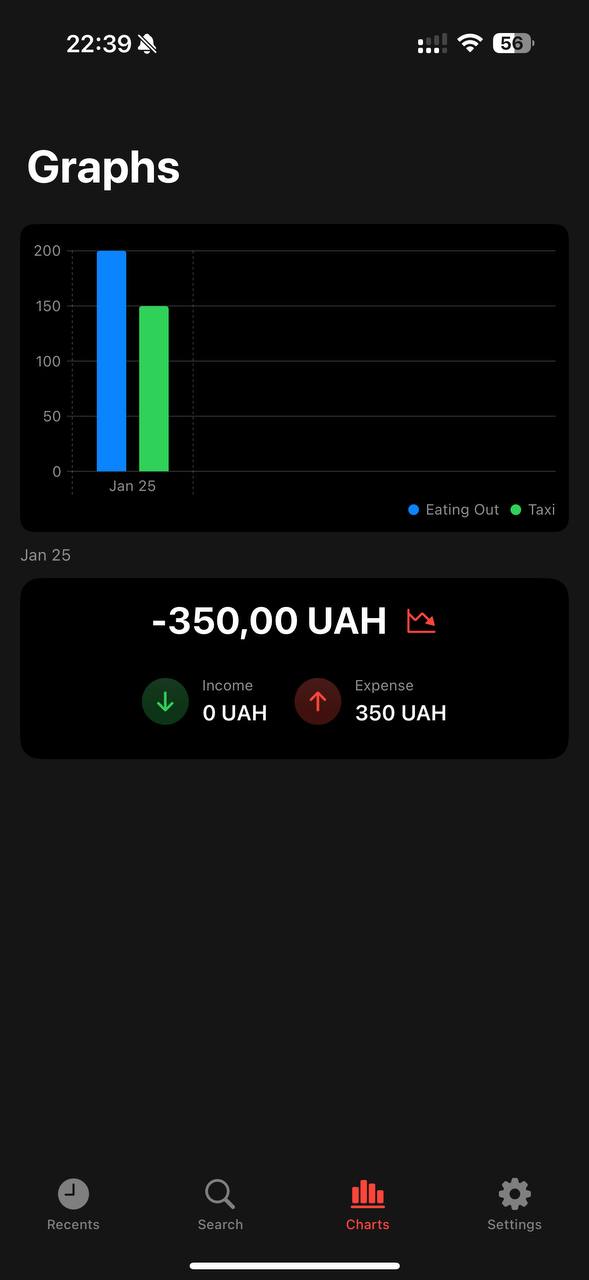 22:39
56
Graphs
200
150
100
50
0
Jan 25
Eating Out Taxi
Jan 25
-350,00 UAH
Income Expense
0 UAH 350 UAH
Recents Search Charts Settings